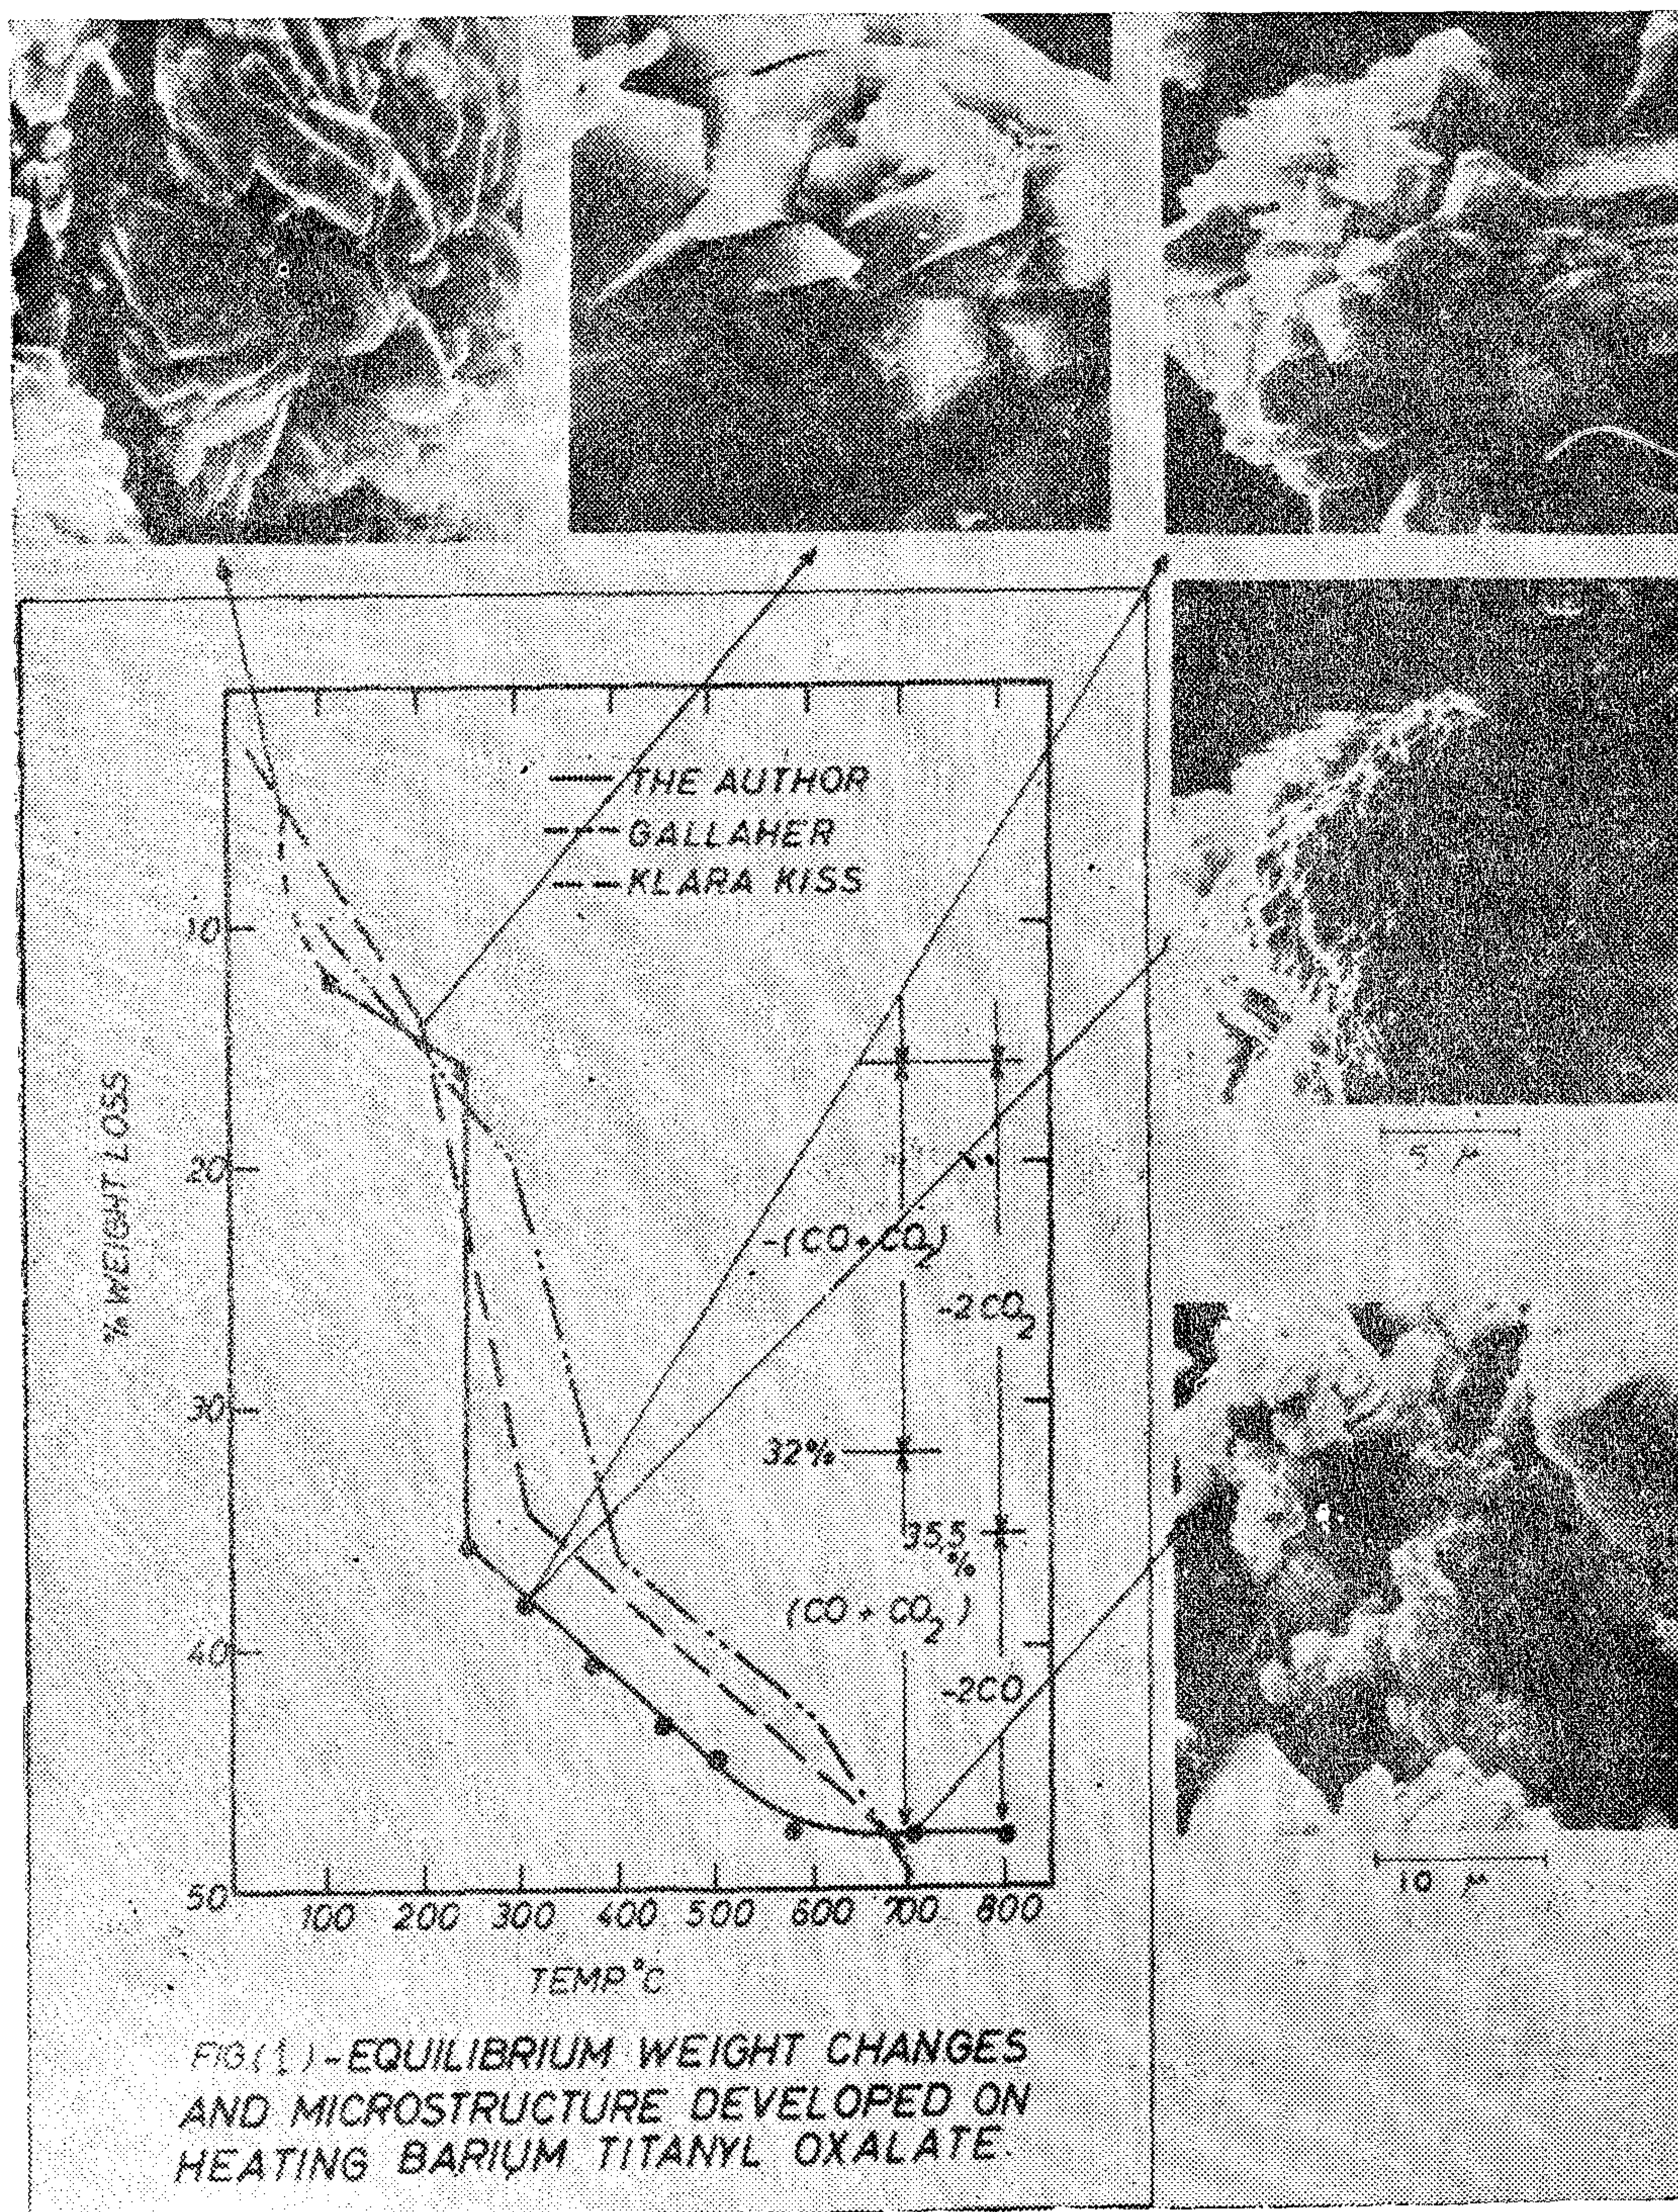 THE AUTHOR
GALLAHER
KLARA KISS
10
20
30
40
50
% WEIGHT LOSS
-(CO+CO2)
-2CO2
32%
35.5
%
(CO + CO2)
-2CO
100 200 300 400 500 600 700 800
TEMP°C
5 μ
10 μ
FIG(1)-EQUILIBRIUM WEIGHT CHANGES
AND MICROSTRUCTURE DEVELOPED ON
HEATING BARIUM TITANYL OXALATE.